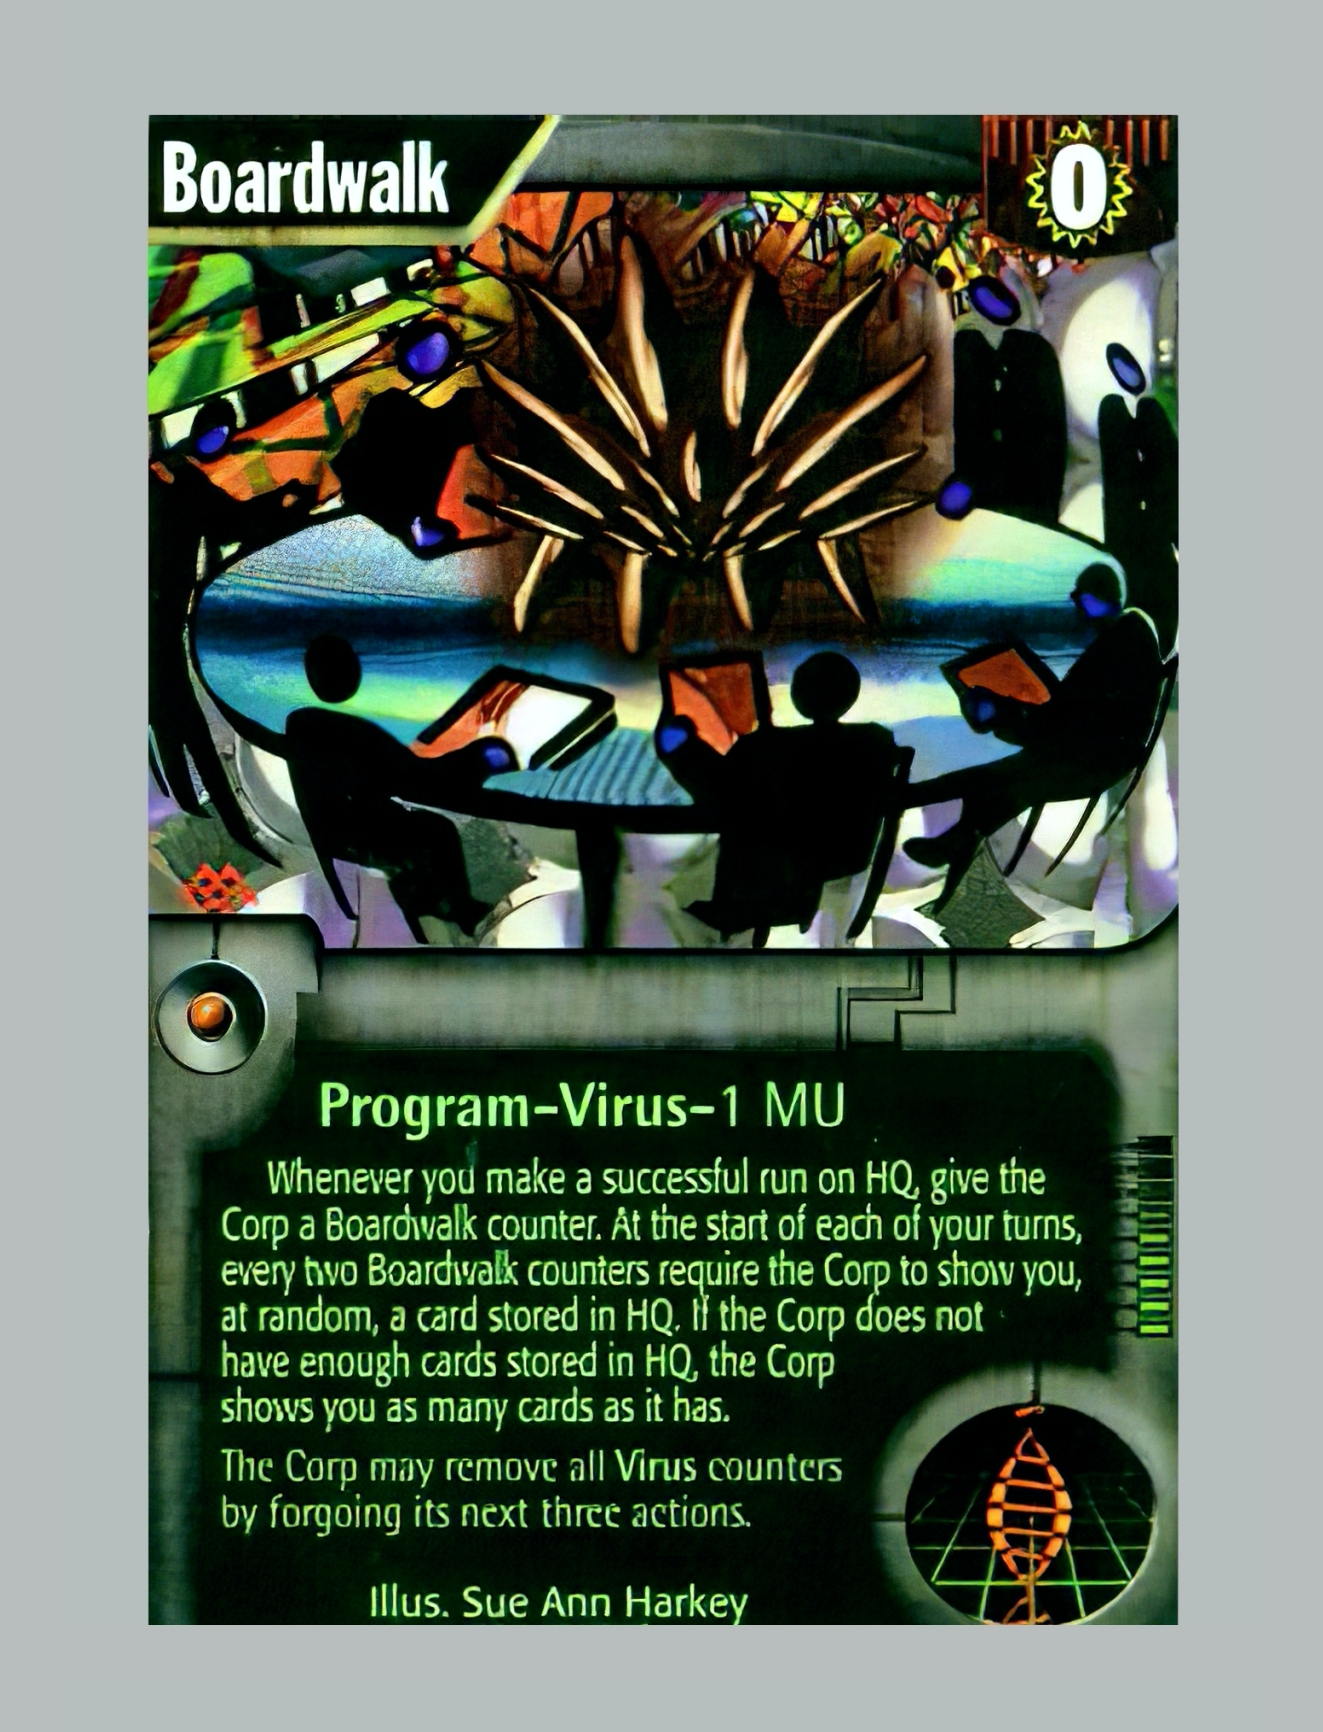 Boardwalk
0
Program-Virus-1 MU
Whenever you make a successful run on HQ, give the
Corp a Boardwalk counter. At the start of each of your turns,
every two Boardwalk counters require the Corp to show you,
at random, a card stored in HQ. If the Corp does not
have enough cards stored in HQ, the Corp
shows you as many cards as it has.
The Corp may remove all Virus counters
by forgoing its next three actions.
Illus. Sue Ann Harkey